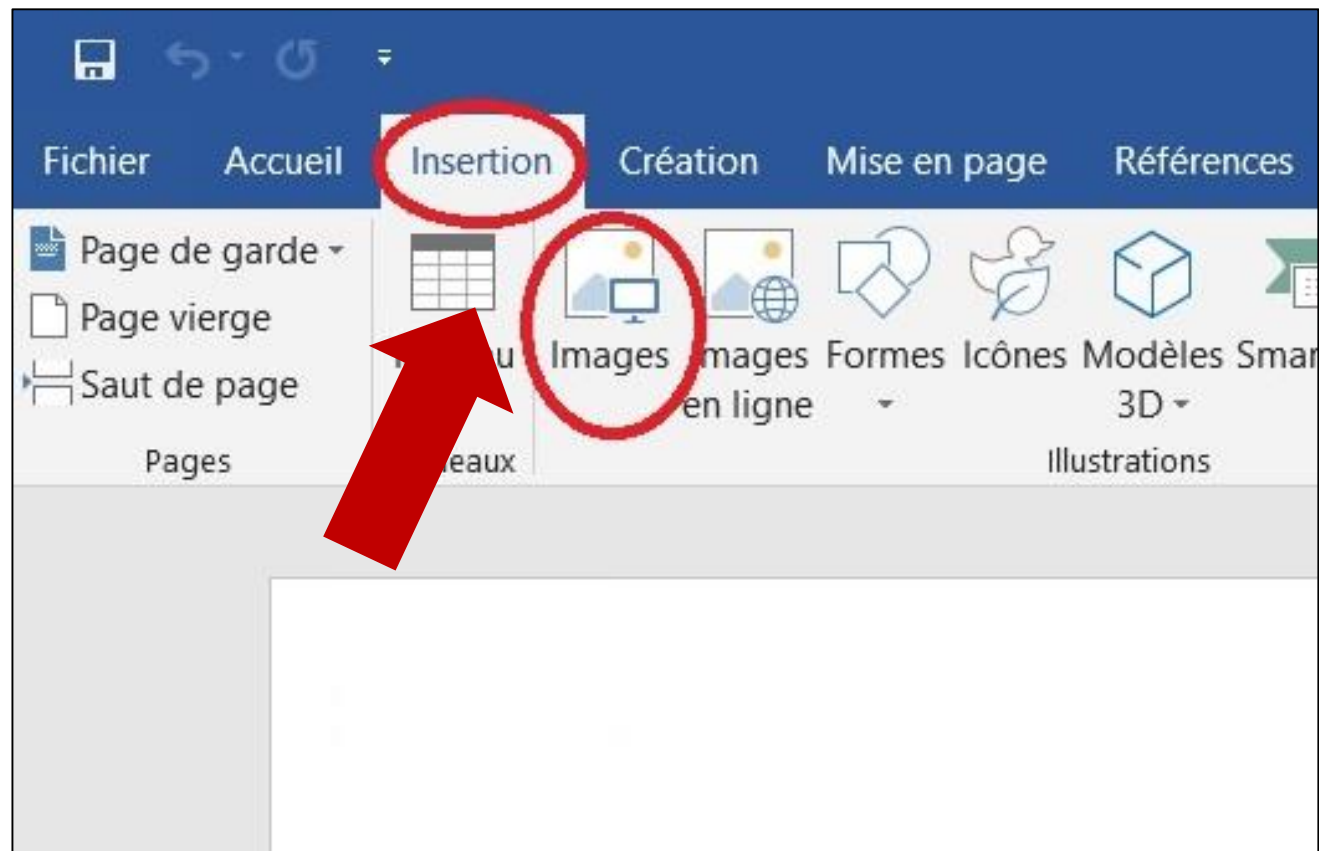 Fichier Accueil Insertion Création Mise en page Références
Page de garde
Page vierge
Saut de page
Images
Images en ligne
Formes
Icônes
Modèles 3D
Pages
Illustrations